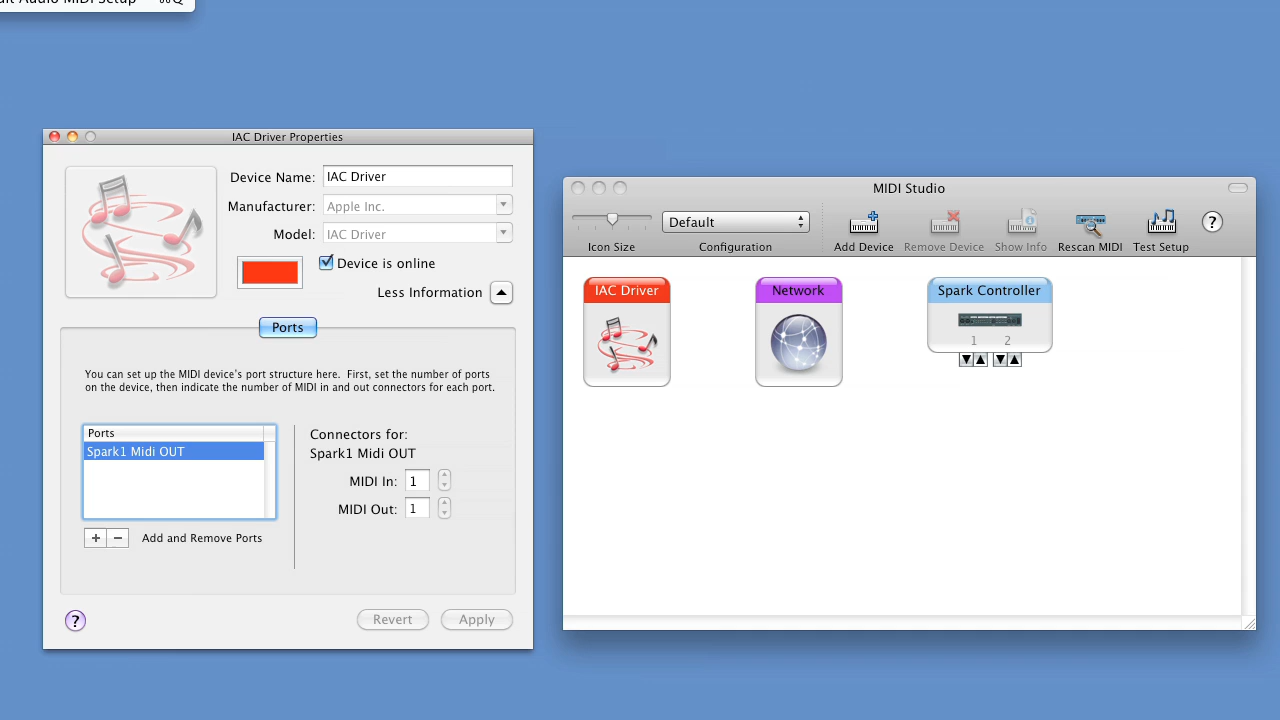 Audio MIDI Setup ⌘Q
IAC Driver Properties
Device Name: IAC Driver
Manufacturer: Apple Inc.
Model: IAC Driver
Device is online
Less Information
Ports
You can set up the MIDI device's port structure here. First, set the number of ports
on the device, then indicate the number of MIDI in and out connectors for each port.
Ports
Spark1 Midi OUT
Add and Remove Ports
Connectors for:
Spark1 Midi OUT
MIDI In: 1
MIDI Out: 1
?
Revert
Apply
MIDI Studio
Default
?
Icon Size
Configuration
Add Device
Remove Device
Show Info
Rescan MIDI
Test Setup
IAC Driver
Network
Spark Controller
1 2